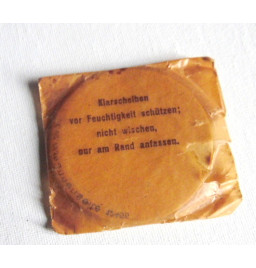 Klarscheiben
vor Feuchtigkeit schützen;
nicht wischen,
nur am Rand anfassen.